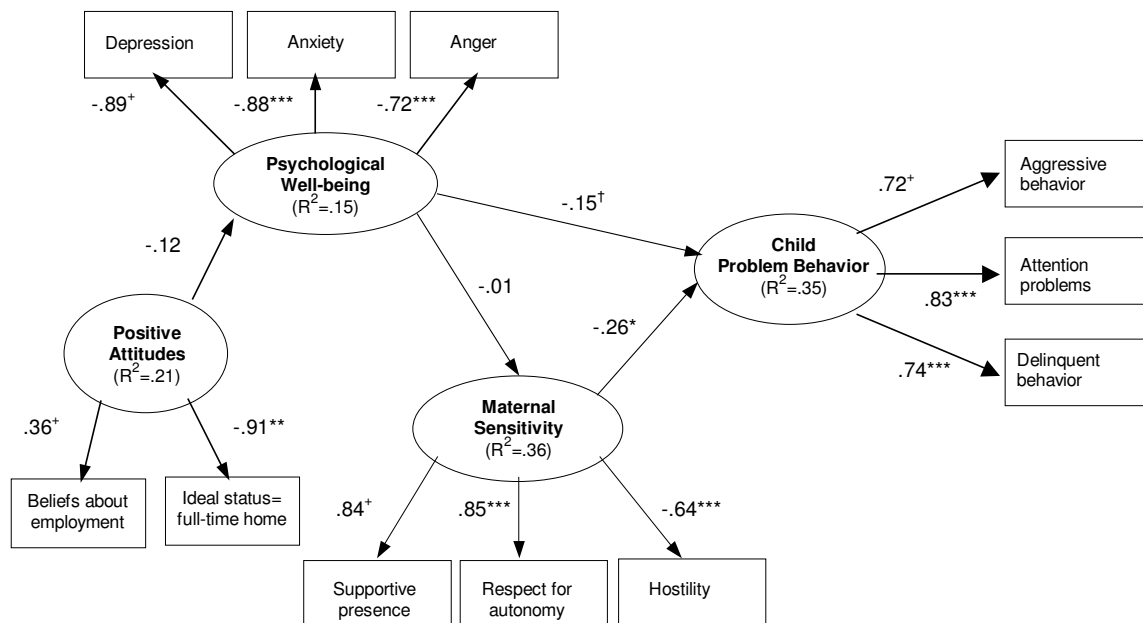 Depression
Anxiety
Anger
-.89⁺
-.88***
-.72***
Psychological
Well-being
(R²=.15)
Aggressive
behavior
.72⁺
-.15†
-.12
Child
Problem Behavior
(R²=.35)
Attention
problems
.83***
-.01
Positive
Attitudes
(R²=.21)
-.26*
.74***
Delinquent
behavior
.36⁺
-.91**
Maternal
Sensitivity
(R²=.36)
Beliefs about
employment
Ideal status=
full-time home
.84⁺
.85***
-.64***
Supportive
presence
Respect for
autonomy
Hostility